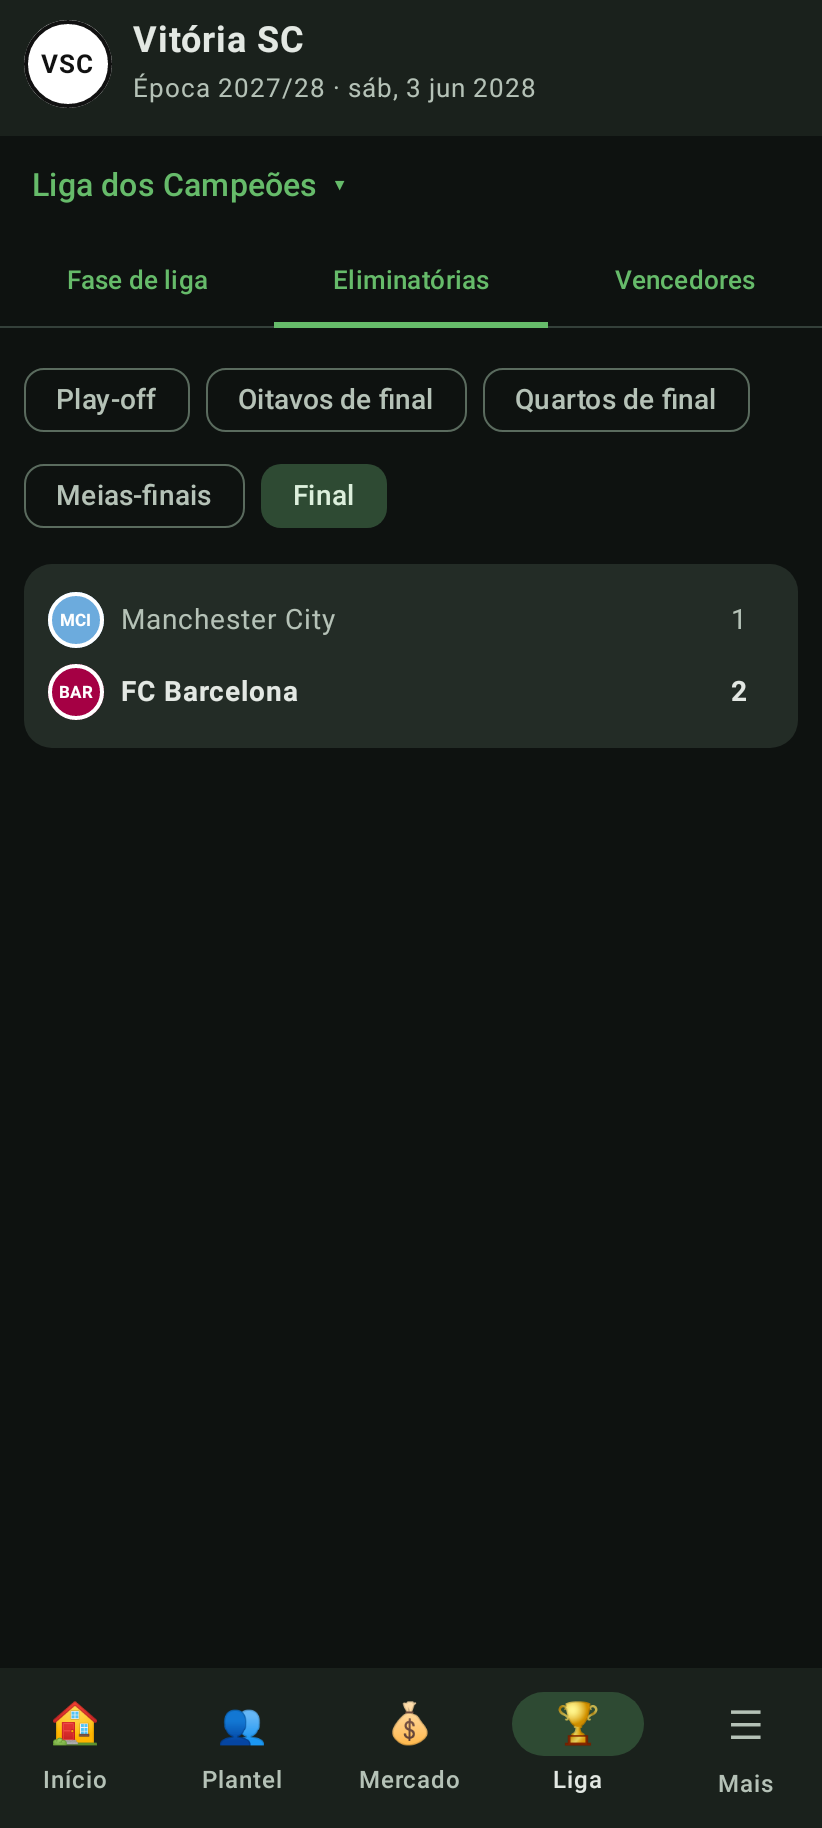 VSC
Vitória SC
Época 2027/28 · sáb, 3 jun 2028
Liga dos Campeões ▾
Fase de liga Eliminatórias Vencedores
Play-off Oitavos de final Quartos de final
Meias-finais Final
MCI Manchester City 1
BAR FC Barcelona 2
Início Plantel Mercado Liga Mais